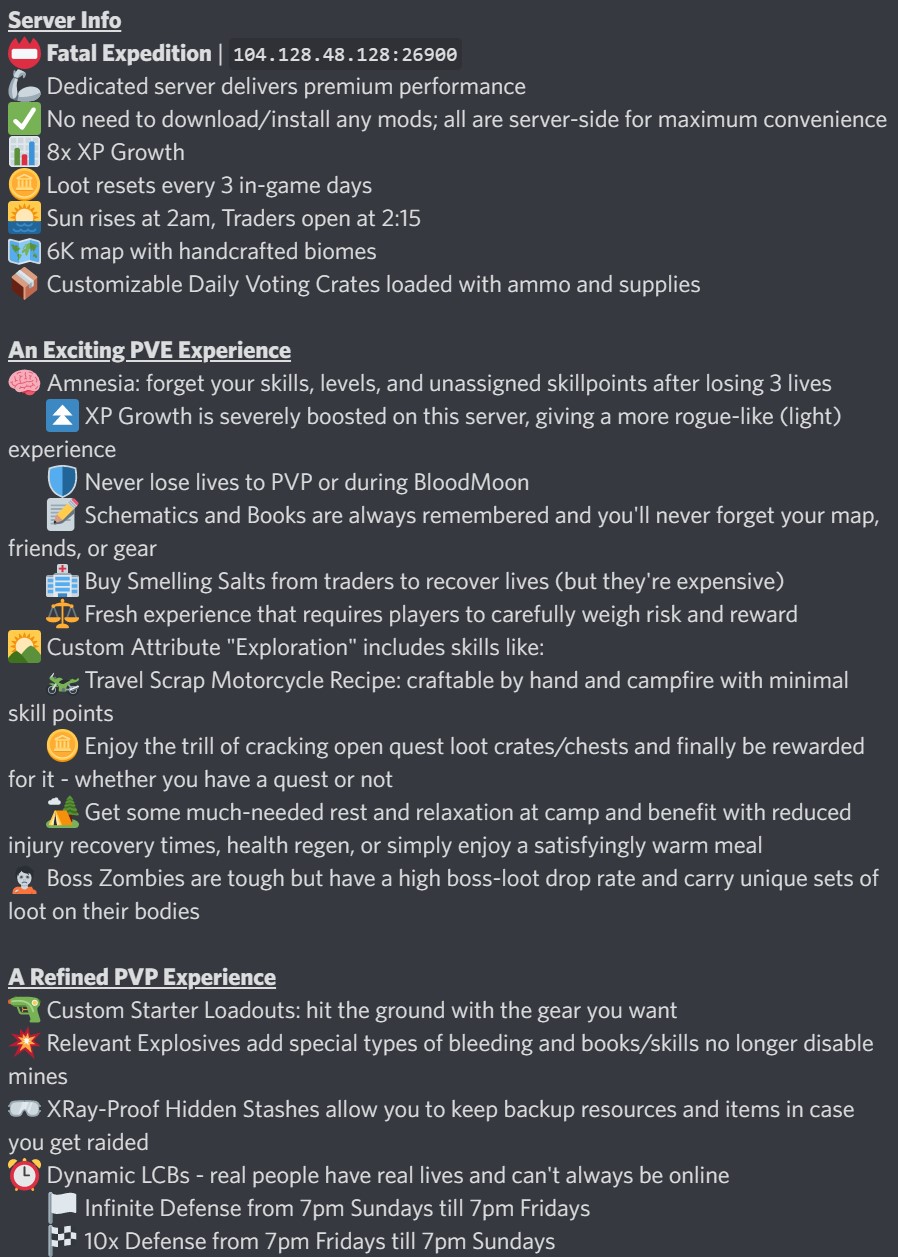 Server Info
Fatal Expedition | 104.128.48.128:26900
Dedicated server delivers premium performance
No need to download/install any mods; all are server-side for maximum convenience
8x XP Growth
Loot resets every 3 in-game days
Sun rises at 2am, Traders open at 2:15
6K map with handcrafted biomes
Customizable Daily Voting Crates loaded with ammo and supplies
An Exciting PVE Experience
Amnesia: forget your skills, levels, and unassigned skillpoints after losing 3 lives
XP Growth is severely boosted on this server, giving a more rogue-like (light)
experience
Never lose lives to PVP or during BloodMoon
Schematics and Books are always remembered and you'll never forget your map,
friends, or gear
Buy Smelling Salts from traders to recover lives (but they're expensive)
Fresh experience that requires players to carefully weigh risk and reward
Custom Attribute "Exploration" includes skills like:
Travel Scrap Motorcycle Recipe: craftable by hand and campfire with minimal
skill points
Enjoy the trill of cracking open quest loot crates/chests and finally be rewarded
for it - whether you have a quest or not
Get some much-needed rest and relaxation at camp and benefit with reduced
injury recovery times, health regen, or simply enjoy a satisfyingly warm meal
Boss Zombies are tough but have a high boss-loot drop rate and carry unique sets of
loot on their bodies
A Refined PVP Experience
Custom Starter Loadouts: hit the ground with the gear you want
Relevant Explosives add special types of bleeding and books/skills no longer disable
mines
XRay-Proof Hidden Stashes allow you to keep backup resources and items in case
you get raided
Dynamic LCBs - real people have real lives and can't always be online
Infinite Defense from 7pm Sundays till 7pm Fridays
10x Defense from 7pm Fridays till 7pm Sundays